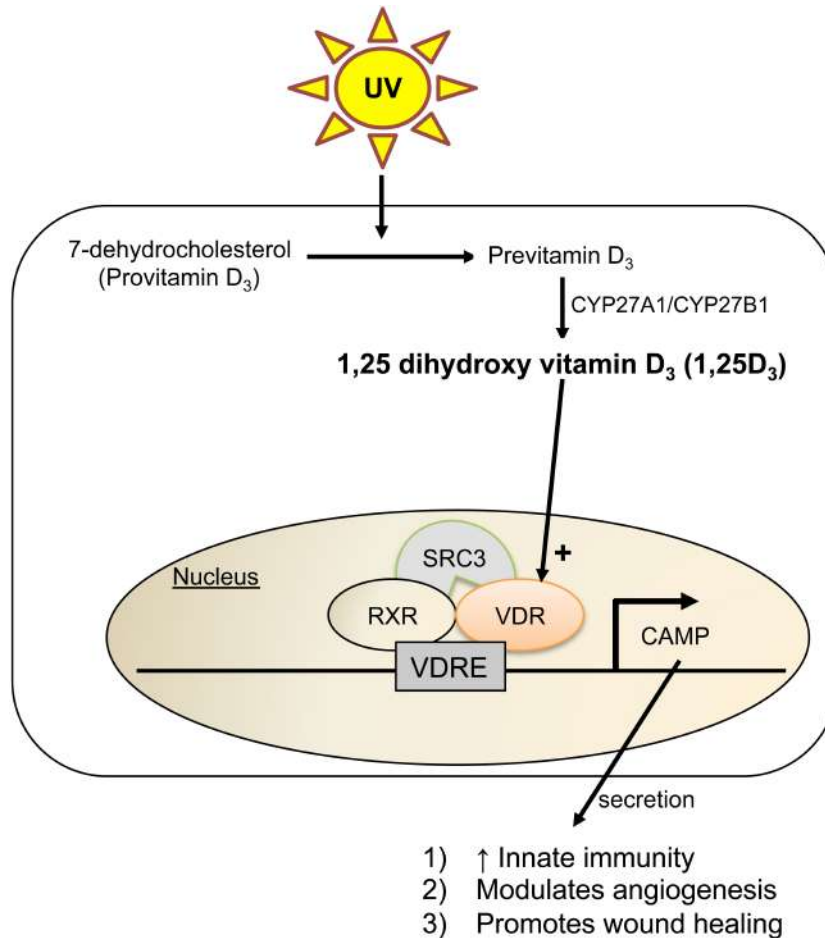 UV
7-dehydrocholesterol
(Provitamin D₃)
Previtamin D₃
CYP27A1/CYP27B1
1,25 dihydroxy vitamin D₃ (1,25D₃)
+
SRC3
Nucleus
RXR
VDR
CAMP
VDRE
secretion
1) ↑ Innate immunity
2) Modulates angiogenesis
3) Promotes wound healing